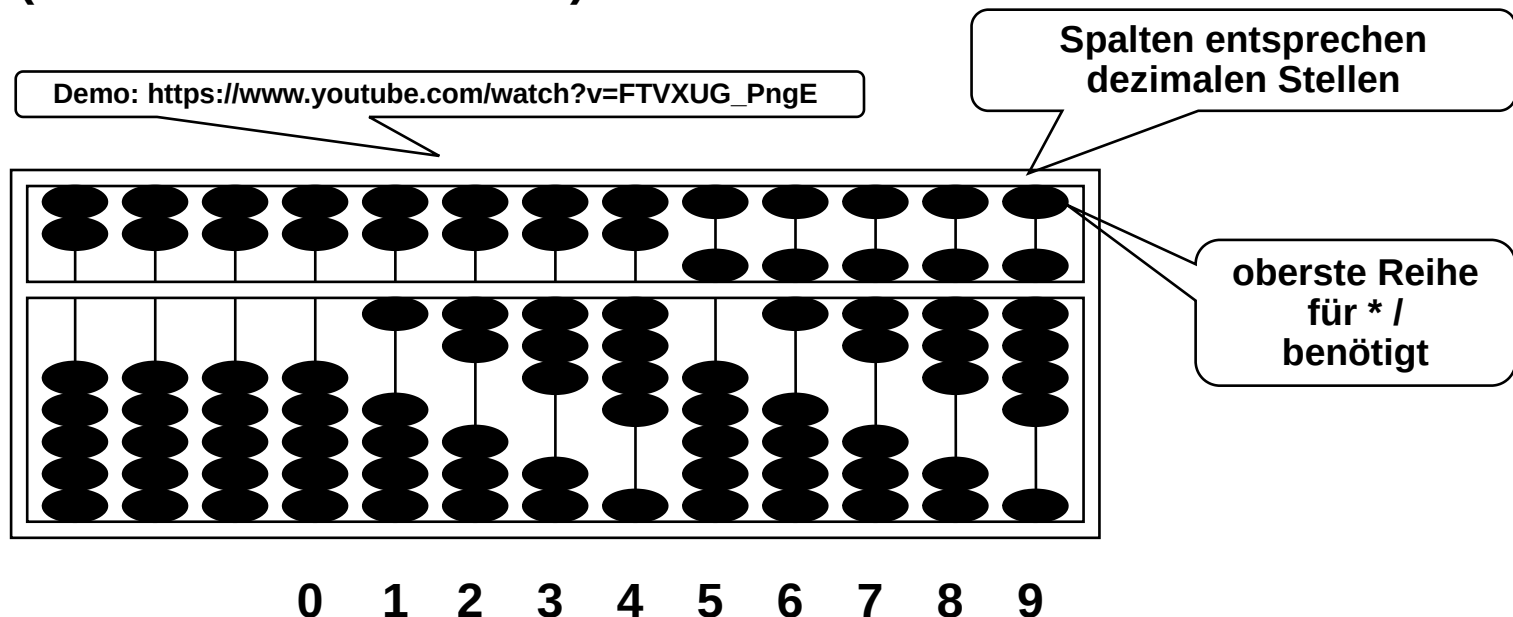 Spalten entsprechen
dezimalen Stellen
Demo: https://www.youtube.com/watch?v=FTVXUG_PngE
oberste Reihe
für * /
benötigt
0 1 2 3 4 5 6 7 8 9